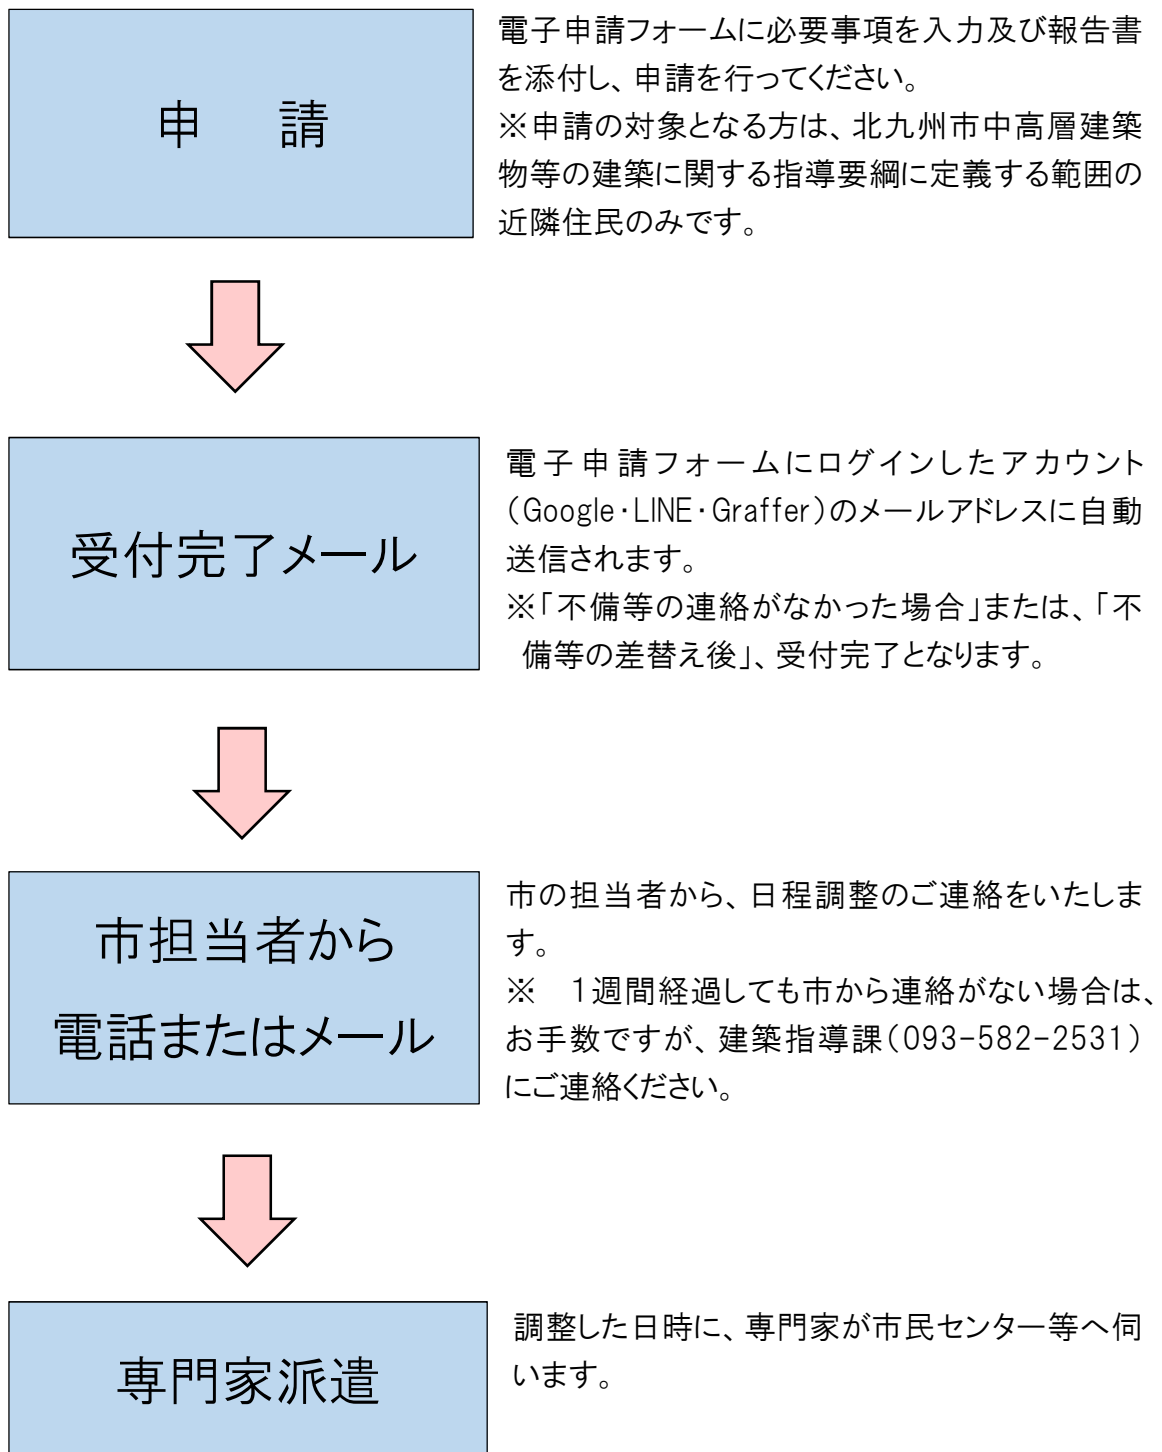 申　請
電子申請フォームに必要事項を入力及び報告書
を添付し、申請を行ってください。
※申請の対象となる方は、北九州市中高層建築
物等の建築に関する指導要綱に定義する範囲の
近隣住民のみです。
受付完了メール
電子申請フォームにログインしたアカウント
（Google・LINE・Graffer）のメールアドレスに自動
送信されます。
※「不備等の連絡がなかった場合」または、「不
備等の差替え後」、受付完了となります。
市担当者から
電話またはメール
市の担当者から、日程調整のご連絡をいたしま
す。
※　1週間経過しても市から連絡がない場合は、
お手数ですが、建築指導課（093-582-2531）
にご連絡ください。
専門家派遣
調整した日時に、専門家が市民センター等へ伺
います。